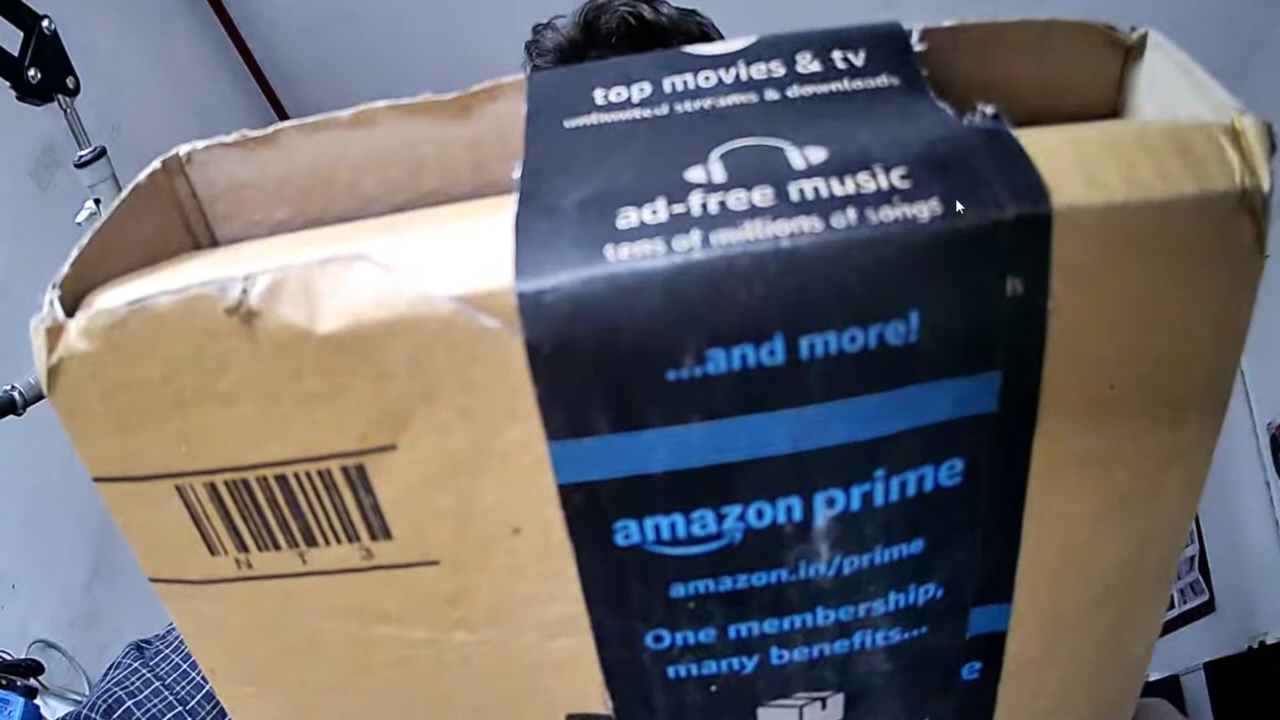 top movies & tv
unlimited streams & downloads
ad-free music
tens of millions of songs
...and more!
amazon prime
amazon.in/prime
One membership,
many benefits...
e
N T 3